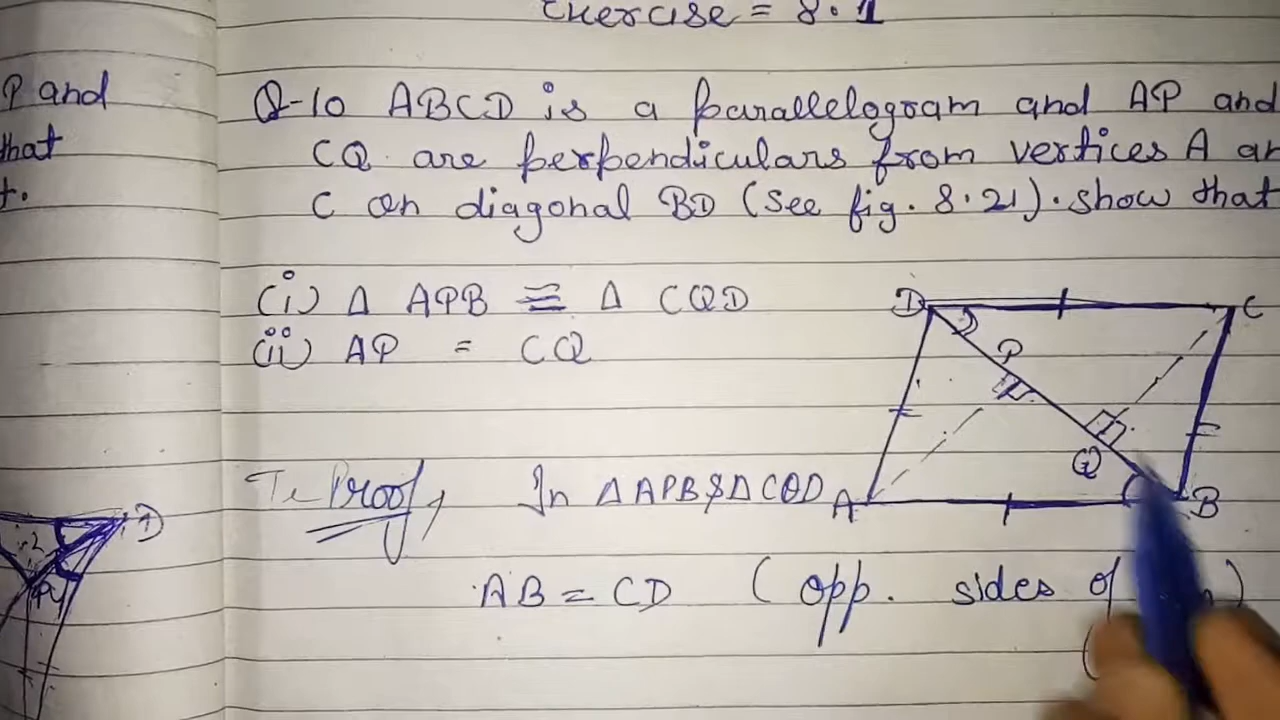 Exercise = 8.1
P and
that
t.
Q-10 ABCD is a parallelogram and AP and
CQ are perpendiculars from vertices A an
C on diagonal BD (See fig. 8.21). show that
(i) Δ APB ≅ Δ CQD
(ii) AP = CQ
D C
P
Q
A B
D
To Proof, In ΔAPB & ΔCQD
AB = CD (opp. sides of )